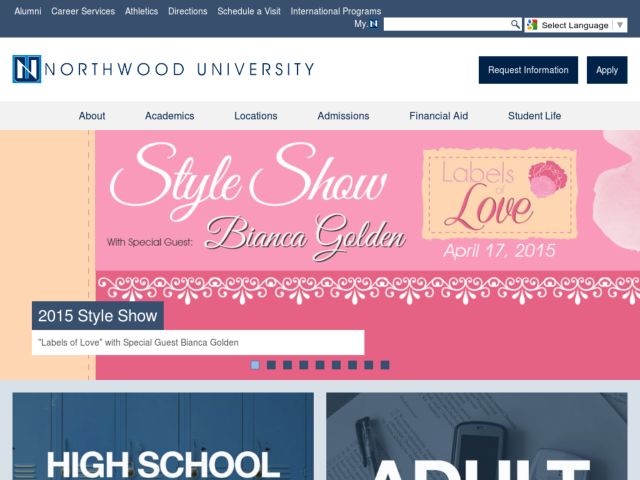 Alumni Career Services Athletics Directions Schedule a Visit International Programs
My. N Select Language ▼
N NORTHWOOD UNIVERSITY Request Information Apply
About Academics Locations Admissions Financial Aid Student Life
Style Show
With Special Guest: Bianca Golden
Labels
of
Love
April 17, 2015
2015 Style Show
"Labels of Love" with Special Guest Bianca Golden
HIGH SCHOOL
ADULT